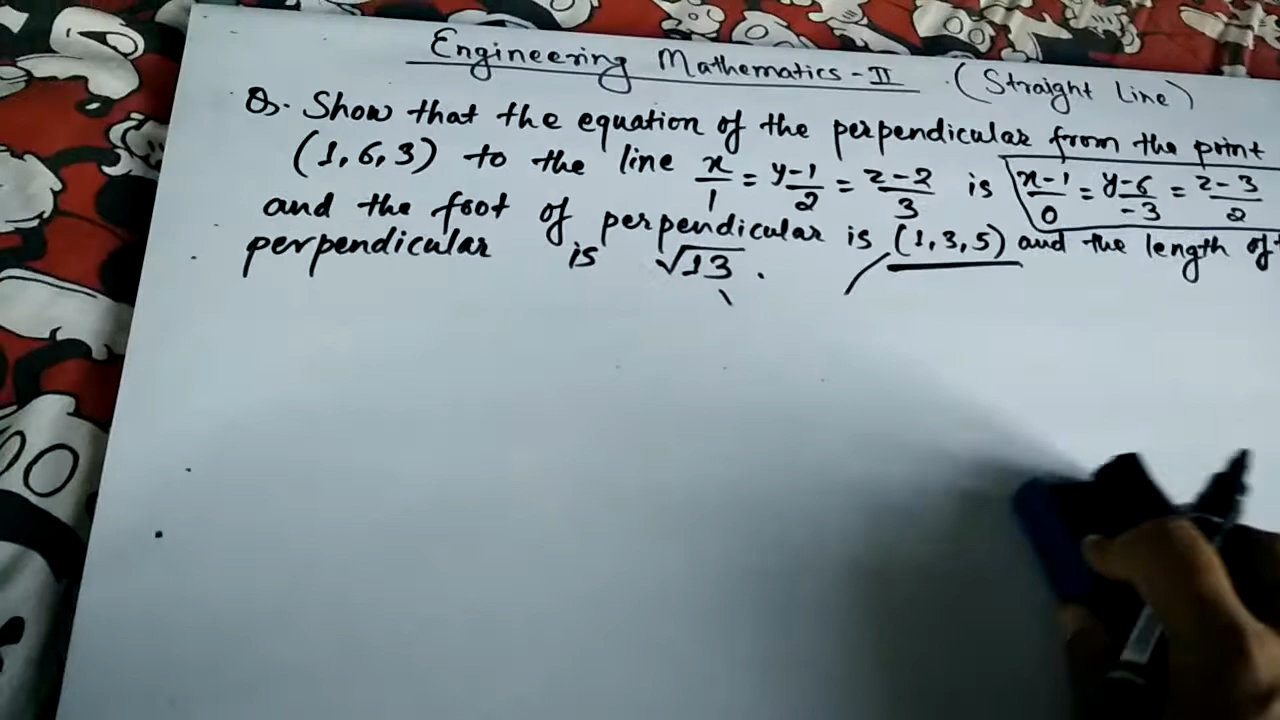 Engineering Mathematics-II (Straight Line)
Q. Show that the equation of the perpendicular from the point
(1,6,3) to the line x/1 = y-1/2 = z-2/3 is x-1/0 = y-6/-3 = z-3/2
and the foot of perpendicular is (1,3,5) and the length of
perpendicular is √13.